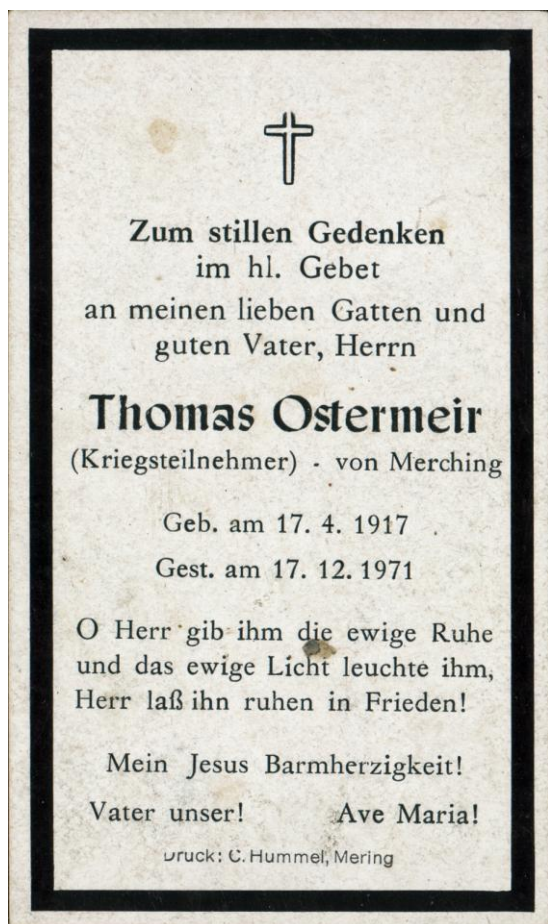 Zum stillen Gedenken
im hl. Gebet
an meinen lieben Gatten und
guten Vater, Herrn
Thomas Ostermeir
(Kriegsteilnehmer) - von Merching
Geb. am 17. 4. 1917
Gest. am 17. 12. 1971
O Herr gib ihm die ewige Ruhe
und das ewige Licht leuchte ihm,
Herr laß ihn ruhen in Frieden!
Mein Jesus Barmherzigkeit!
Vater unser! Ave Maria!
Druck: C. Hummel, Mering